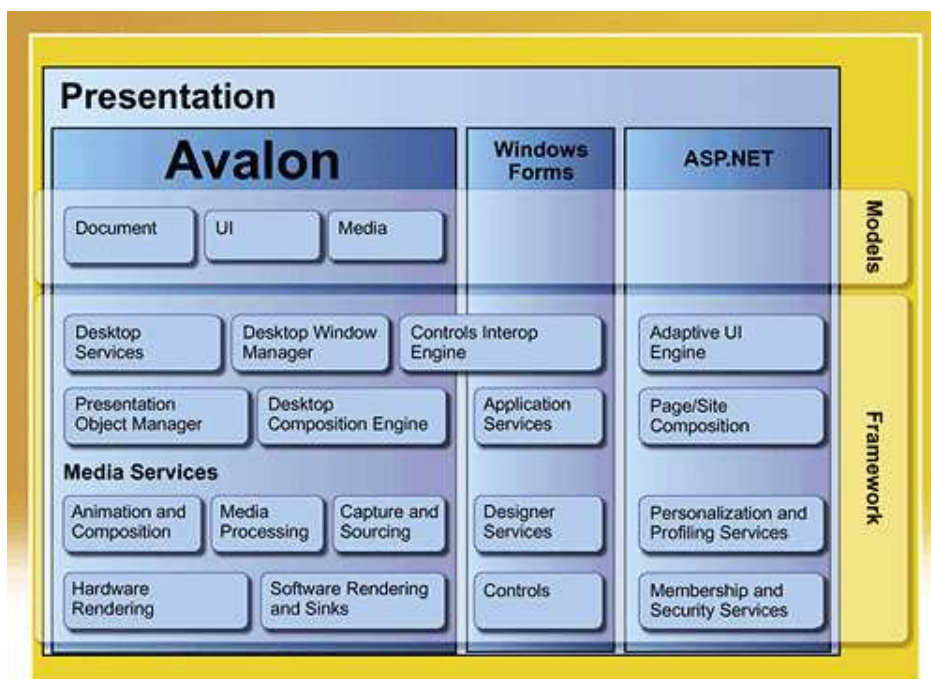 Presentation
Avalon
Windows
Forms
ASP.NET
Document
UI
Media
Models
Desktop
Services
Desktop Window
Manager
Controls Interop
Engine
Adaptive UI
Engine
Presentation
Object Manager
Desktop
Composition Engine
Application
Services
Page/Site
Composition
Framework
Media Services
Animation and
Composition
Media
Processing
Capture and
Sourcing
Designer
Services
Personalization and
Profiling Services
Hardware
Rendering
Software Rendering
and Sinks
Controls
Membership and
Security Services